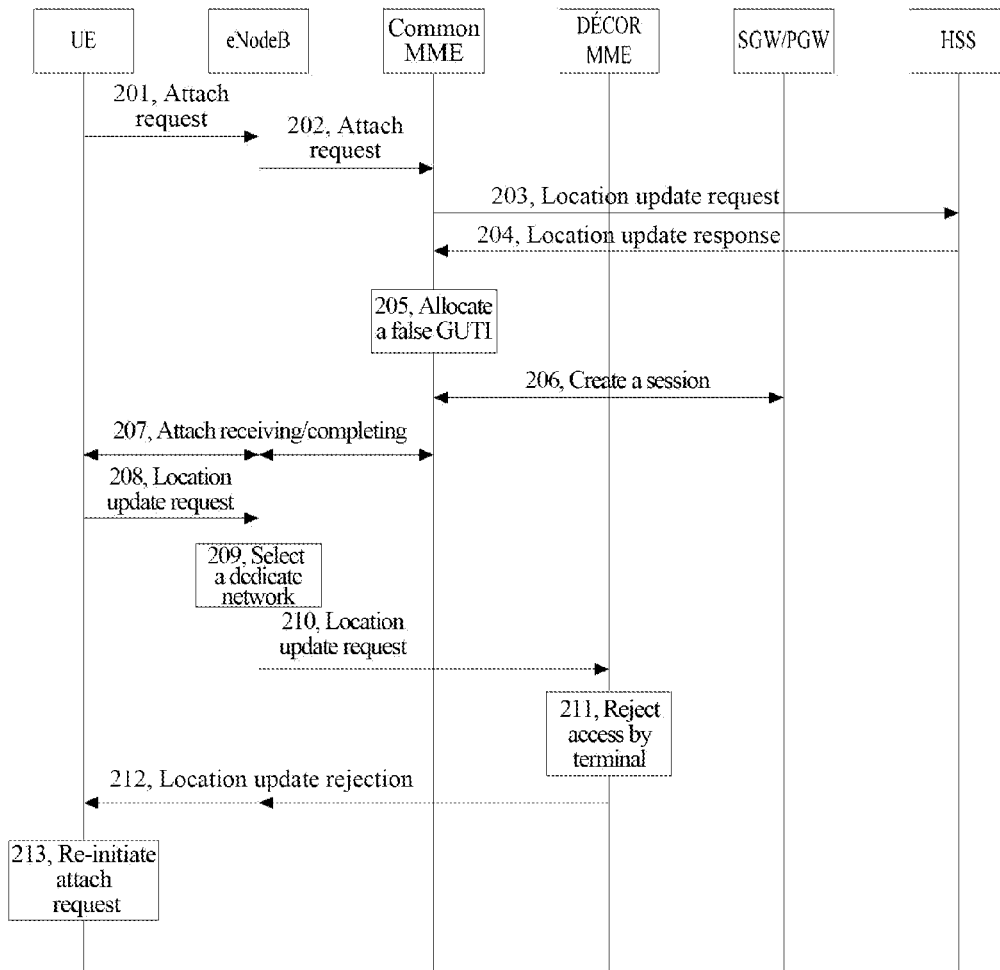 UE
eNodeB
Common
MME
DÉCOR
MME
SGW/PGW
HSS
201, Attach
request
202, Attach
request
203, Location update request
204, Location update response
205, Allocate
a false GUTI
206, Create a session
207, Attach receiving/completing
208, Location
update request
209, Select
a dedicate
network
210, Location
update request
211, Reject
access by
terminal
212, Location update rejection
213, Re-initiate
attach
request